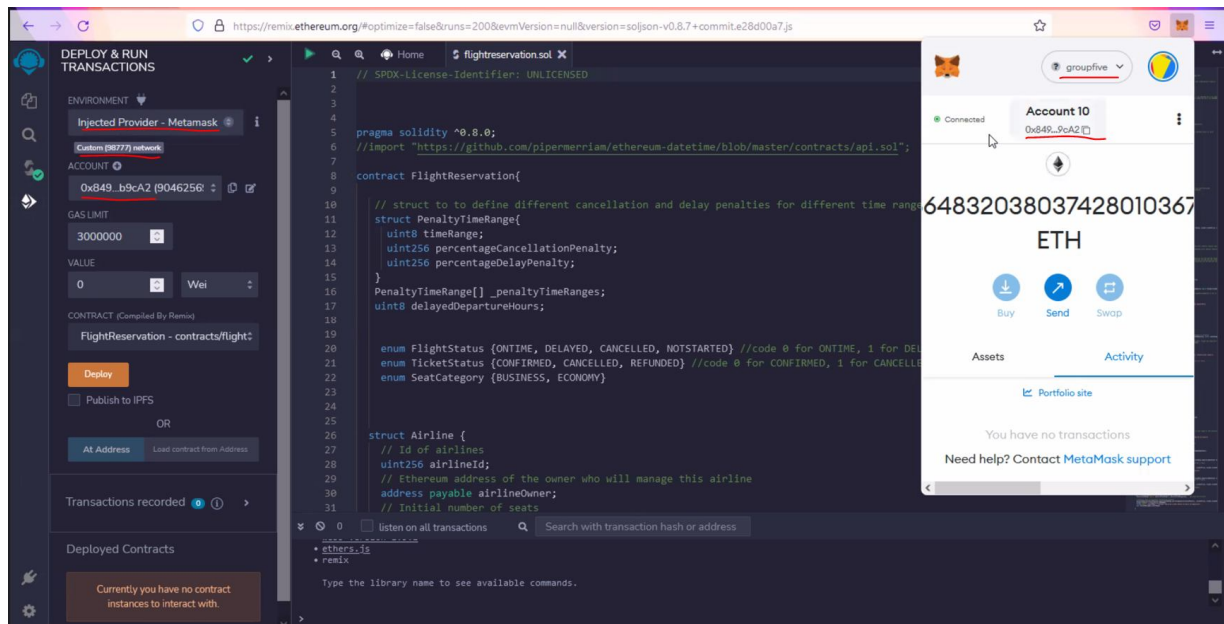 https://remix.ethereum.org/#optimize=false&runs=200&evmVersion=null&version=soljson-v0.8.7+commit.e28d00a7.js
DEPLOY & RUN
TRANSACTIONS
ENVIRONMENT
Injected Provider - Metamask
Custom (98777) network
ACCOUNT
0x849...b9cA2 (9046256
GAS LIMIT
3000000
VALUE
0
Wei
CONTRACT (Compiled By Remix)
FlightReservation - contracts/flight
Deploy
Publish to IPFS
OR
At Address
Load contract from Address
Transactions recorded 0
Deployed Contracts
Currently you have no contract
instances to interact with.
Home
flightreservation.sol
1 // SPDX-License-Identifier: UNLICENSED
2
3
4
5 pragma solidity ^0.8.0;
6 //import "https://github.com/pipermerriam/ethereum-datetime/blob/master/contracts/api.sol";
7
8 contract FlightReservation{
9
10 // struct to to define different cancellation and delay penalties for different time range
11 struct PenaltyTimeRange{
12 uint8 timeRange;
13 uint256 percentageCancellationPenalty;
14 uint256 percentageDelayPenalty;
15 }
16 PenaltyTimeRange[] _penaltyTimeRanges;
17 uint8 delayedDepartureHours;
18
19
20 enum FlightStatus {ONTIME, DELAYED, CANCELLED, NOTSTARTED} //code 0 for ONTIME, 1 for DEL
21 enum TicketStatus {CONFIRMED, CANCELLED, REFUNDED} //code 0 for CONFIRMED, 1 for CANCELLE
22 enum SeatCategory {BUSINESS, ECONOMY}
23
24
25
26 struct Airline {
27 // Id of airlines
28 uint256 airlineId;
29 // Ethereum address of the owner who will manage this airline
30 address payable airlineOwner;
31 // Initial number of seats
0
listen on all transactions
Search with transaction hash or address
• ethers.js
• remix
Type the library name to see available commands.
>
groupfive
Connected
Account 10
0x849...9cA2
64832038037428010367
ETH
Buy
Send
Swap
Assets
Activity
Portfolio site
You have no transactions
Need help? Contact MetaMask support